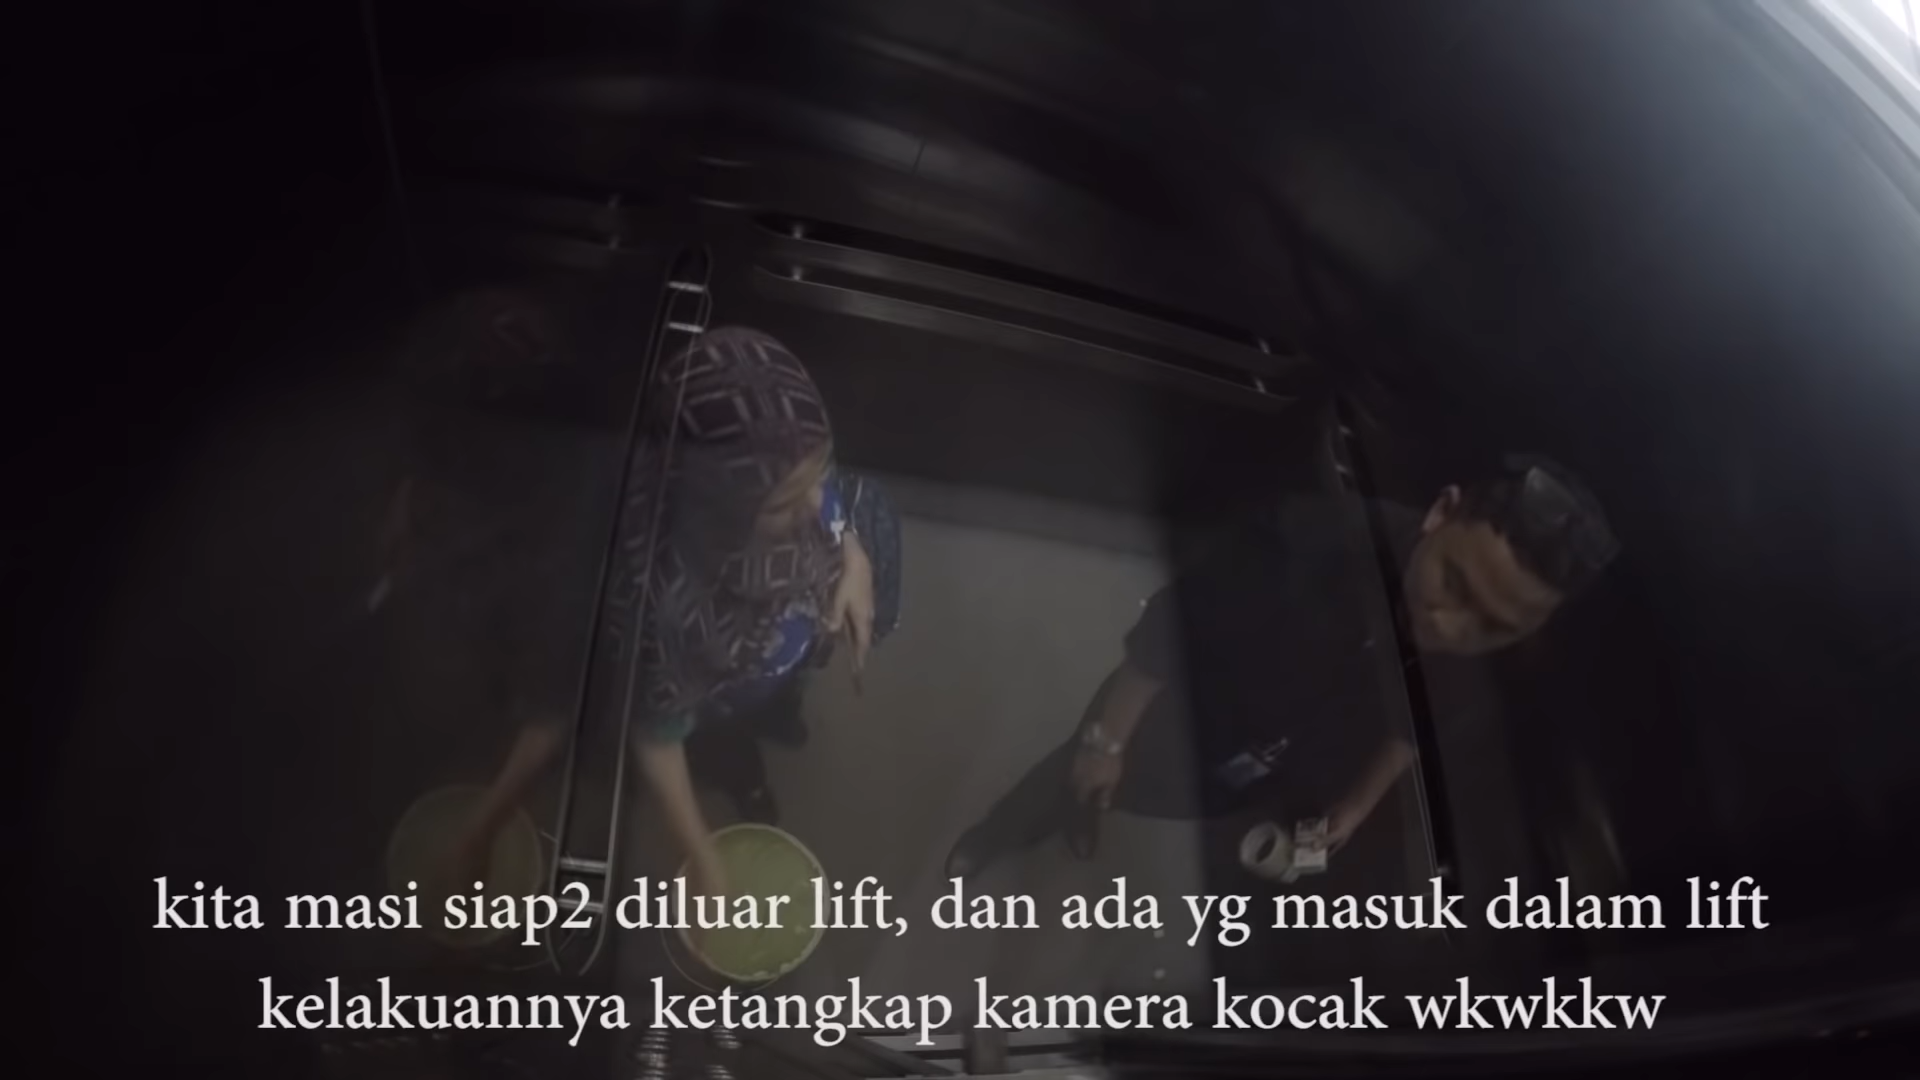 kita masi siap2 diluar lift, dan ada yg masuk dalam lift
kelakuannya ketangkap kamera kocak wkwkkw